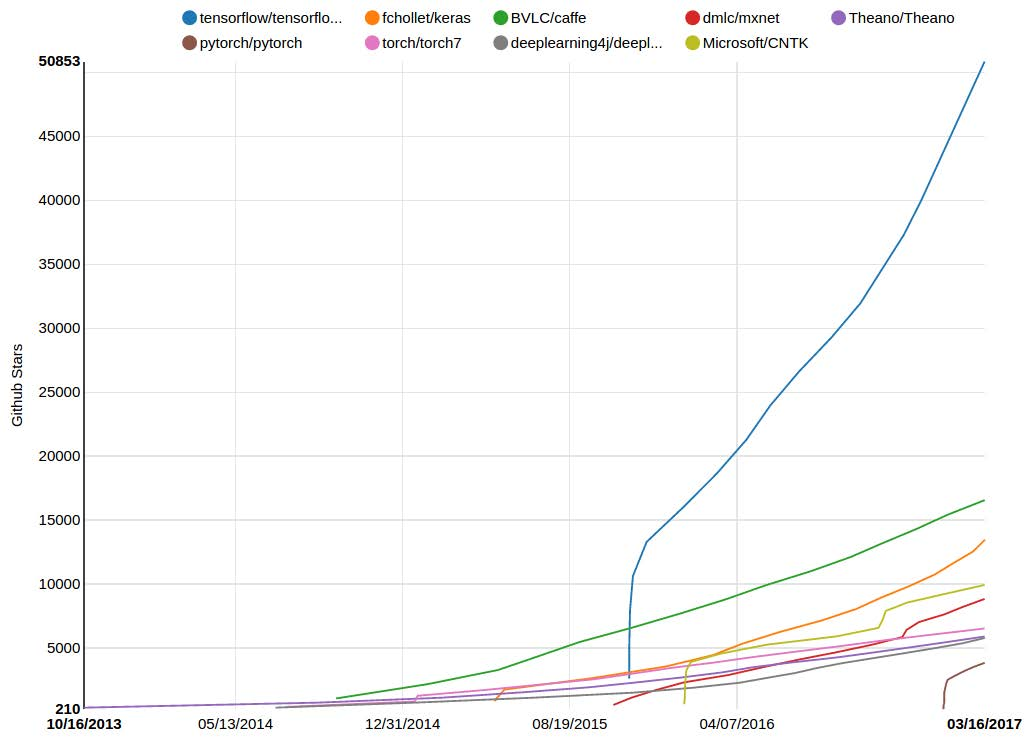 tensorflow/tensorflo... fchollet/keras BVLC/caffe dmlc/mxnet Theano/Theano
pytorch/pytorch torch/torch7 deeplearning4j/deepl... Microsoft/CNTK
50853
45000
40000
35000
30000
25000
20000
15000
10000
5000
210
Github Stars
10/16/2013 05/13/2014 12/31/2014 08/19/2015 04/07/2016 03/16/2017